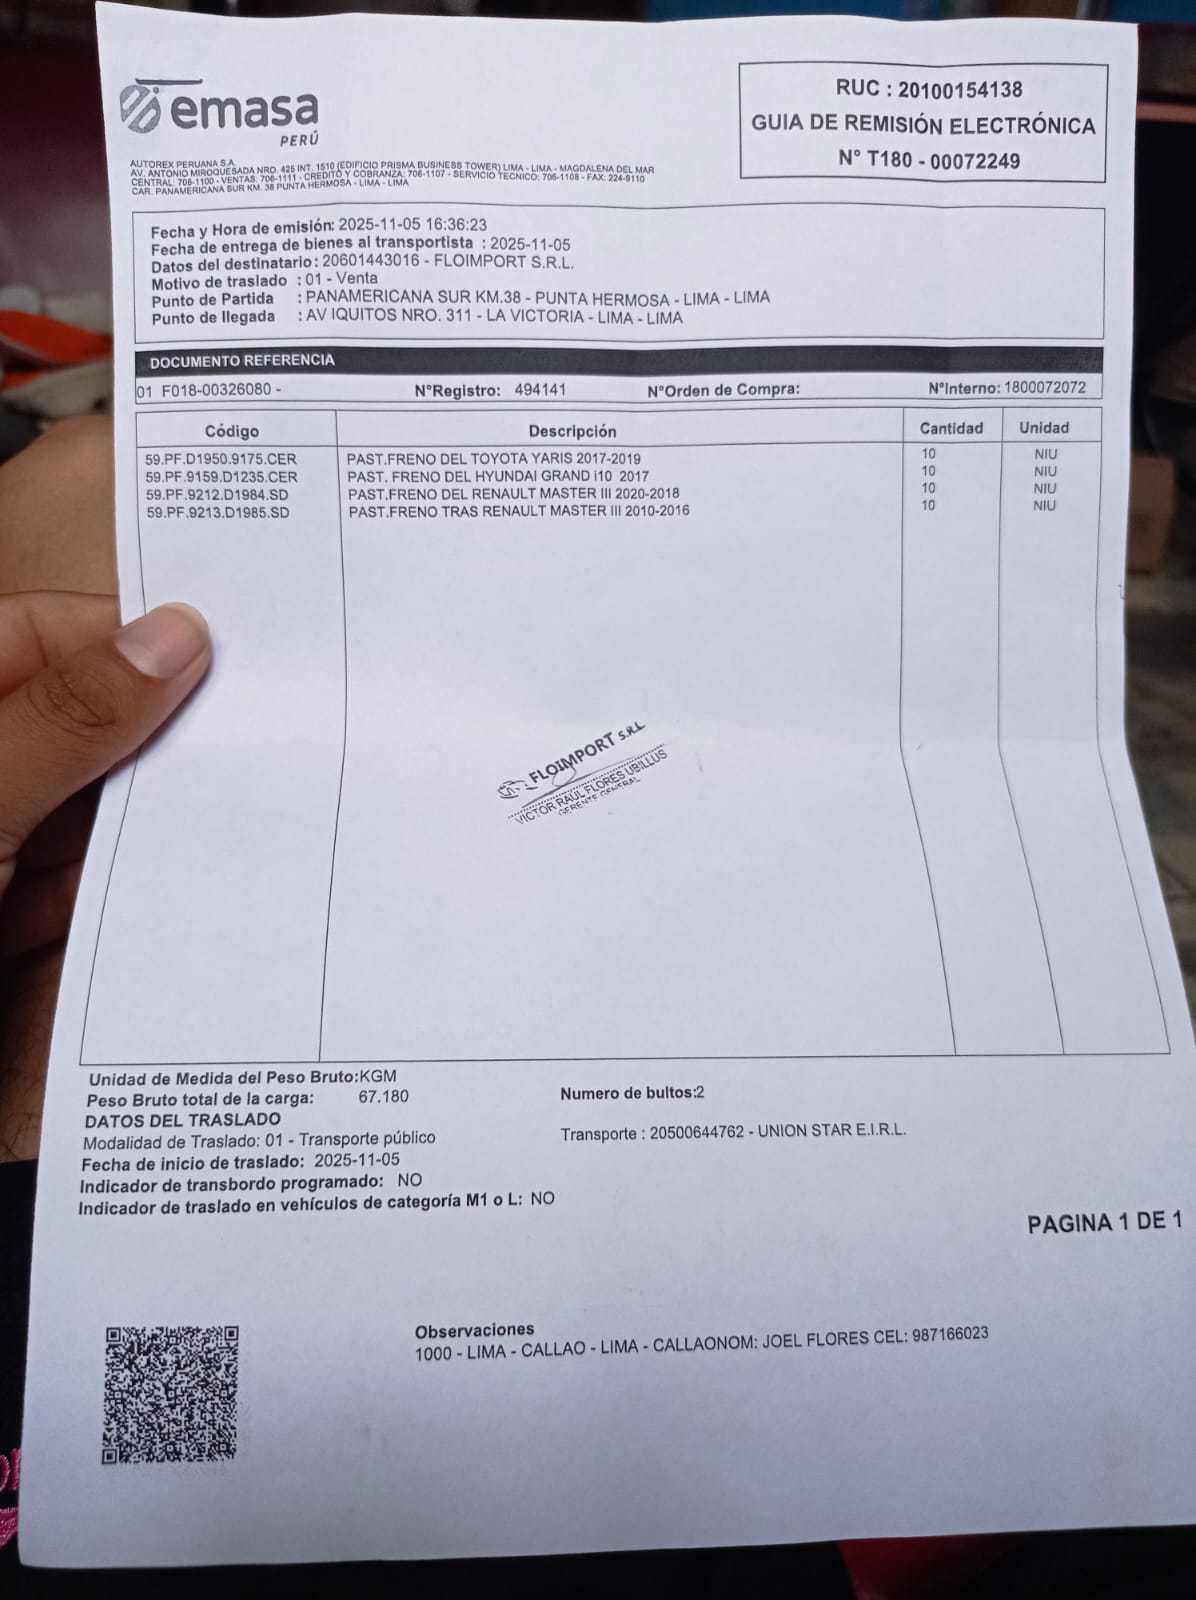 emasa
PERÚ
RUC : 20100154138
GUIA DE REMISIÓN ELECTRÓNICA
N° T180 - 00072249
AUTOREX PERUANA S.A.
AV. ANTONIO MIROQUESADA NRO. 425 INT. 1510 (EDIFICIO PRISMA BUSINESS TOWER) LIMA - LIMA - MAGDALENA DEL MAR
CENTRAL: 706-1100 - VENTAS: 706-1111 - CREDITO Y COBRANZA: 706-1107 - SERVICIO TECNICO: 706-1108 - FAX: 224-9110
CAR. PANAMERICANA SUR KM. 38 PUNTA HERMOSA - LIMA - LIMA
Fecha y Hora de emisión: 2025-11-05 16:36:23
Fecha de entrega de bienes al transportista : 2025-11-05
Datos del destinatario: 20601443016 - FLOIMPORT S.R.L.
Motivo de traslado : 01 - Venta
Punto de Partida : PANAMERICANA SUR KM.38 - PUNTA HERMOSA - LIMA - LIMA
Punto de llegada : AV IQUITOS NRO. 311 - LA VICTORIA - LIMA - LIMA
DOCUMENTO REFERENCIA
01 F018-00326080 - N°Registro: 494141 N°Orden de Compra: N°Interno: 1800072072
Código Descripción Cantidad Unidad
59.PF.D1950.9175.CER PAST.FRENO DEL TOYOTA YARIS 2017-2019 10 NIU
59.PF.9159.D1235.CER PAST. FRENO DEL HYUNDAI GRAND i10 2017 10 NIU
59.PF.9212.D1984.SD PAST.FRENO DEL RENAULT MASTER III 2020-2018 10 NIU
59.PF.9213.D1985.SD PAST.FRENO TRAS RENAULT MASTER III 2010-2016 10 NIU
FLOIMPORT S.R.L
VICTOR RAUL FLORES UBILLUS
GERENTE GENERAL
Unidad de Medida del Peso Bruto:KGM
Peso Bruto total de la carga: 67.180 Numero de bultos:2
DATOS DEL TRASLADO
Modalidad de Traslado: 01 - Transporte público Transporte : 20500644762 - UNION STAR E.I.R.L.
Fecha de inicio de traslado: 2025-11-05
Indicador de transbordo programado: NO
Indicador de traslado en vehículos de categoría M1 o L: NO
PAGINA 1 DE 1
Observaciones
1000 - LIMA - CALLAO - LIMA - CALLAONOM: JOEL FLORES CEL: 987166023